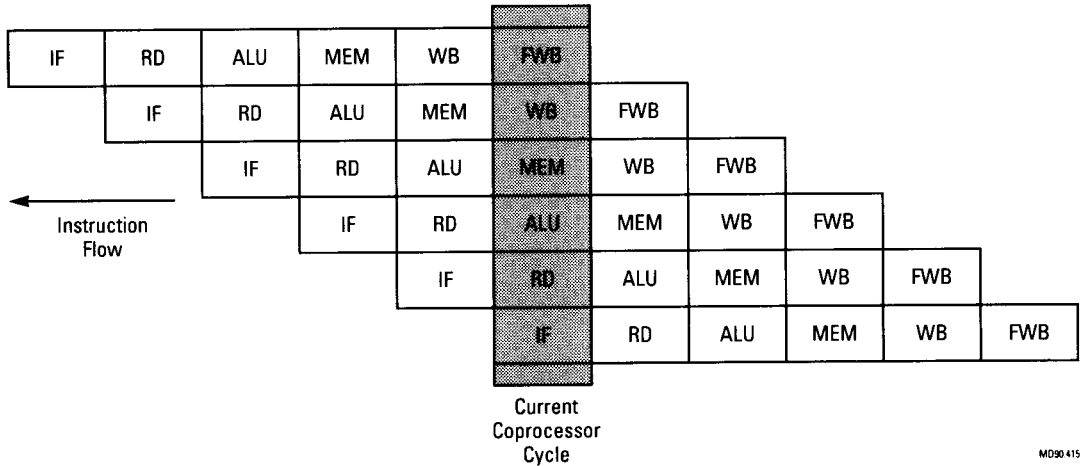 IF RD ALU MEM WB FWB
IF RD ALU MEM WB FWB
IF RD ALU MEM WB FWB
IF RD ALU MEM WB FWB
IF RD ALU MEM WB FWB
IF RD ALU MEM WB FWB
Instruction
Flow
Current
Coprocessor
Cycle
MD90 415